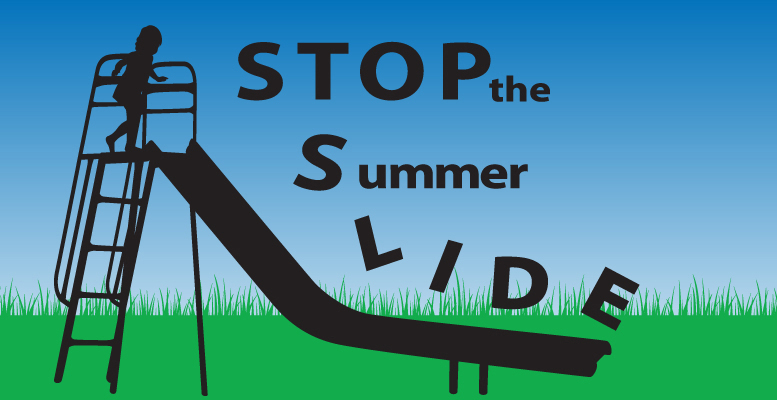 STOP the
Summer
LIDE